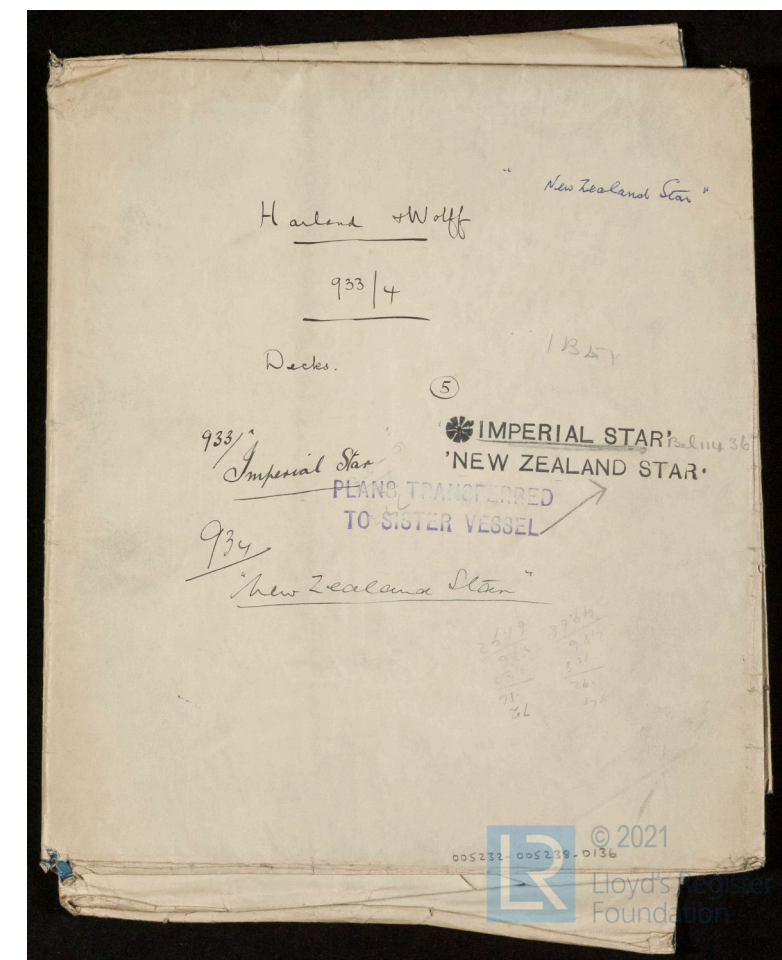 "New Zealand Star"
Harland & Wolff
933/4
Decks.
5
933/ "
Imperial Star
'IMPERIAL STAR'
'NEW ZEALAND STAR'
PLANS TRANSFERRED
TO SISTER VESSEL
934
"New Zealand Star"
005232-005238-0136
LR
© 2021
Lloyd's Register
Foundation